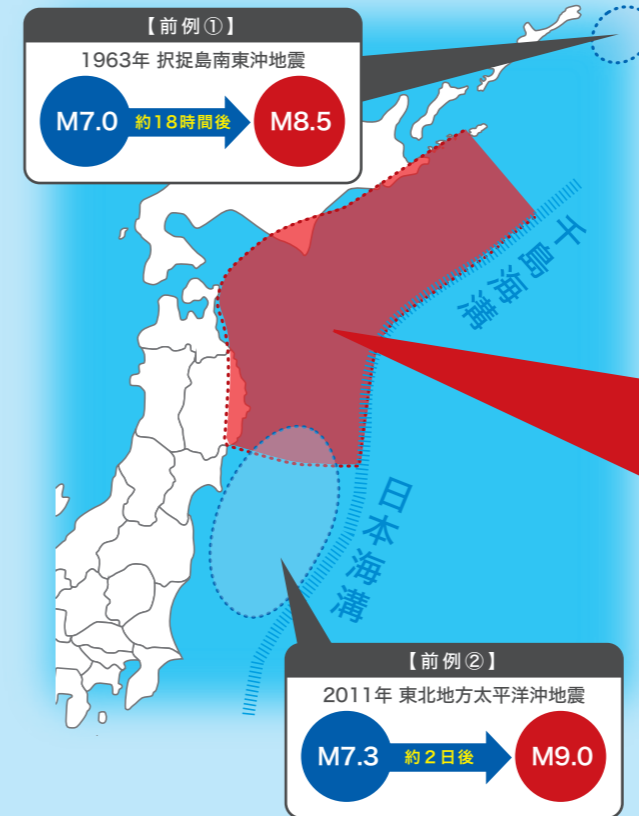 【前例①】
1963年 択捉島南東沖地震
M7.0 約18時間後 M8.5
千島海溝
日本海溝
【前例②】
2011年 東北地方太平洋沖地震
M7.3 約2日後 M9.0